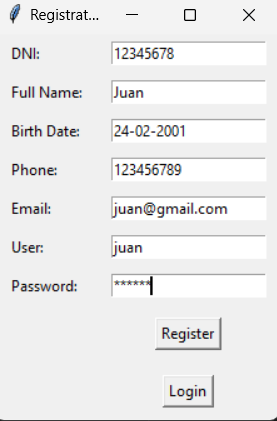 Registrat...
DNI: 12345678
Full Name: Juan
Birth Date: 24-02-2001
Phone: 123456789
Email: juan@gmail.com
User: juan
Password: ******
Register
Login